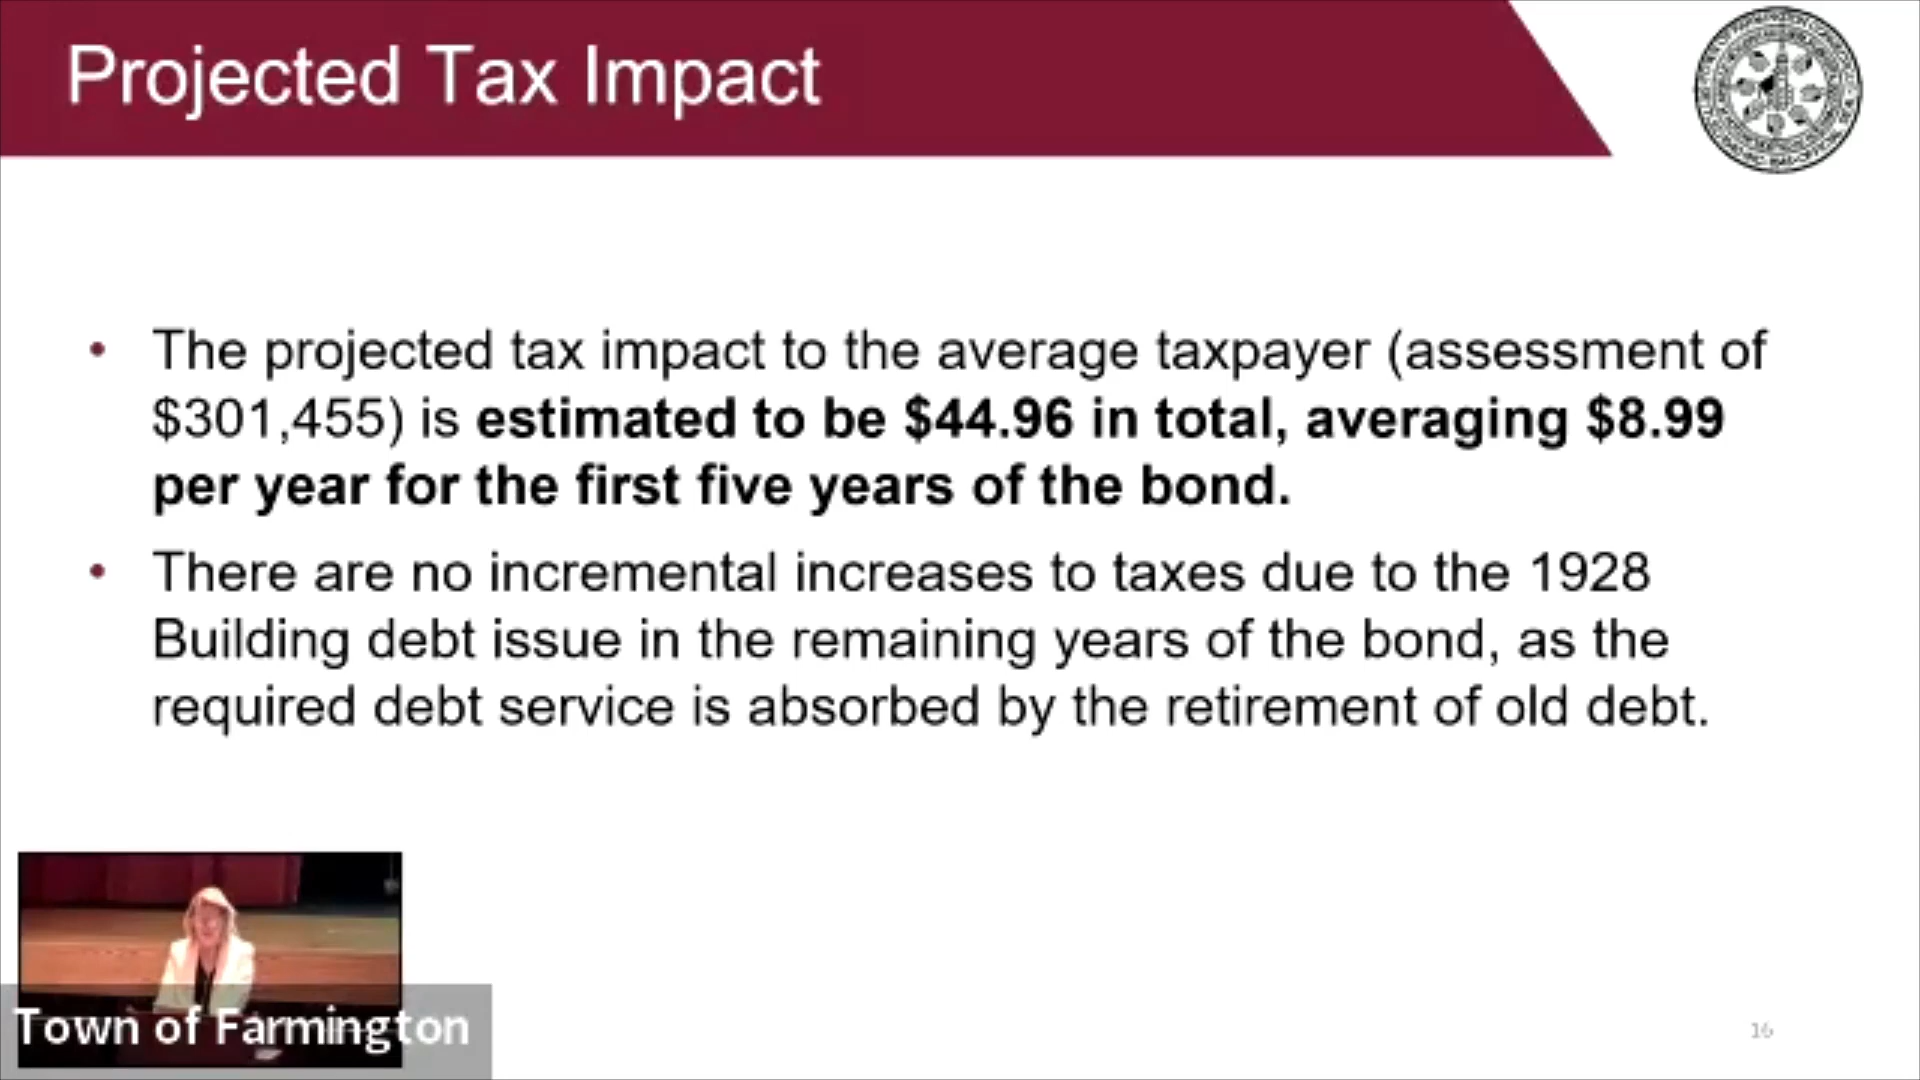 Projected Tax Impact
• The projected tax impact to the average taxpayer (assessment of
$301,455) is estimated to be $44.96 in total, averaging $8.99
per year for the first five years of the bond.
• There are no incremental increases to taxes due to the 1928
Building debt issue in the remaining years of the bond, as the
required debt service is absorbed by the retirement of old debt.
Town of Farmington
16